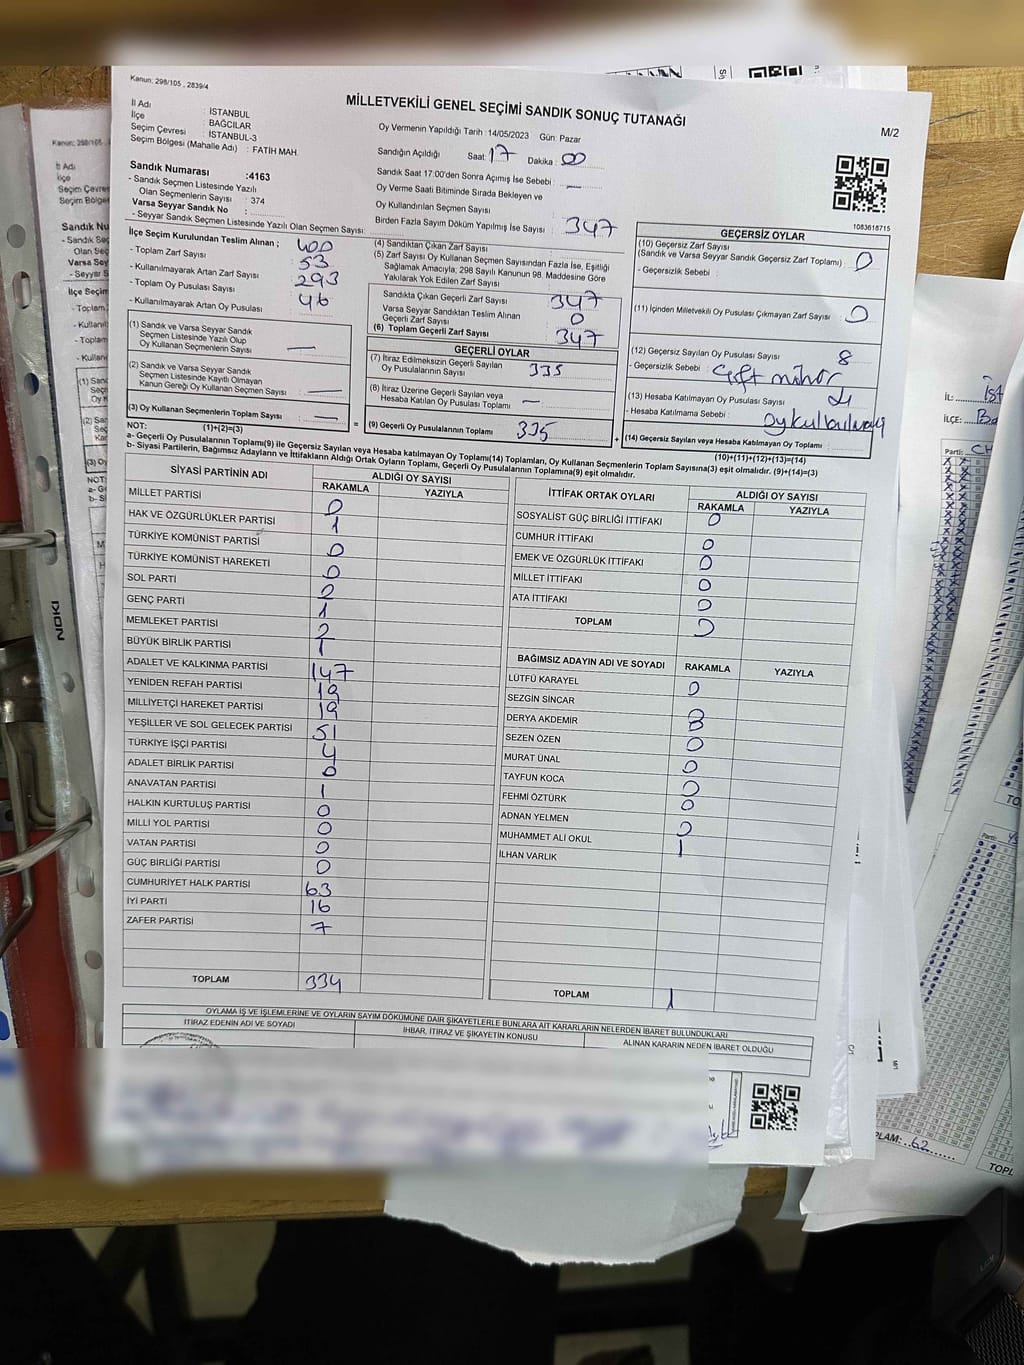 Kanun: 298/105 , 2839/4
MİLLETVEKİLİ GENEL SEÇİMİ SANDIK SONUÇ TUTANAĞI
M/2
İl Adı : İSTANBUL
İlçe : BAĞCILAR
Seçim Çevresi : İSTANBUL-3
Seçim Bölgesi (Mahalle Adı) : FATİH MAH.
Oy Vermenin Yapıldığı Tarih :14/05/2023 Gün: Pazar
Sandığın Açıldığı Saat: 17 Dakika : 00
Sandık Saat 17:00'den Sonra Açımış İse Sebebi : —
Oy Verme Saati Bitiminde Sırada Bekleyen ve
Oy Kullandırılan Seçmen Sayısı
Birden Fazla Sayım Döküm Yapılmış İse Sayısı : 347
Sandık Numarası :4163
- Sandık Seçmen Listesinde Yazılı
Olan Seçmenlerin Sayısı : 374
Varsa Seyyar Sandık No :
- Seyyar Sandık Seçmen Listesinde Yazılı Olan Seçmen Sayısı:
1083618715
İlçe Seçim Kurulundan Teslim Alınan ;
- Toplam Zarf Sayısı : 400
- Kullanılmayarak Artan Zarf Sayısı : 53
- Toplam Oy Pusulası Sayısı : 293
- Kullanılmayarak Artan Oy Pusulası : 46
(1) Sandık ve Varsa Seyyar Sandık
Seçmen Listesinde Yazılı Olup
Oy Kullanan Seçmenlerin Sayısı : —
(2) Sandık ve Varsa Seyyar Sandık
Seçmen Listesinde Kayıtlı Olmayan
Kanun Gereği Oy Kullanan Seçmen Sayısı : —
(3) Oy Kullanan Seçmenlerin Toplam Sayısı : —
(4) Sandıktan Çıkan Zarf Sayısı
(5) Zarf Sayısı Oy Kullanan Seçmen Sayısından Fazla İse, Eşitliği
Sağlamak Amacıyla; 298 Sayılı Kanunun 98. Maddesine Göre
Yakılarak Yok Edilen Zarf Sayısı
Sandıkta Çıkan Geçerli Zarf Sayısı : 347
Varsa Seyyar Sandıktan Teslim Alınan
Geçerli Zarf Sayısı : 0
(6) Toplam Geçerli Zarf Sayısı : 347
GEÇERLİ OYLAR
(7) İtiraz Edilmeksizin Geçerli Sayılan
Oy Pusulalarının Sayısı : 335
(8) İtiraz Üzerine Geçerli Sayılan veya
Hesaba Katılan Oy Pusulası Toplamı : —
(9) Geçerli Oy Pusulalarının Toplamı : 335
GEÇERSİZ OYLAR
(10) Geçersiz Zarf Sayısı
(Sandık ve Varsa Seyyar Sandık Geçersiz Zarf Toplamı) : 0
- Geçersizlik Sebebi :
(11) İçinden Milletvekili Oy Pusulası Çıkmayan Zarf Sayısı : 0
(12) Geçersiz Sayılan Oy Pusulası Sayısı : 8
- Geçersizlik Sebebi : Çift mühür
(13) Hesaba Katılmayan Oy Pusulası Sayısı
- Hesaba Katılmama Sebebi :
(14) Geçersiz Sayılan veya Hesaba Katılmayan Oy Toplamı :
NOT: (1)+(2)=(3)
(10)+(11)+(12)+(13)=(14)
a- Geçerli Oy Pusulalarının Toplamı(9) ile Geçersiz Sayılan veya Hesaba katılmayan Oy Toplamı(14) Toplamları, Oy Kullanan Seçmenlerin Toplam Sayısına(3) eşit olmalıdır. (9)+(14)=(3)
b- Siyasi Partilerin, Bağımsız Adayların ve İttifakların Aldığı Ortak Oyların Toplamı, Geçerli Oy Pusulalarının Toplamına(9) eşit olmalıdır.
SİYASİ PARTİNİN ADI ALDIĞI OY SAYISI
RAKAMLA YAZIYLA
MİLLET PARTİSİ 0
HAK VE ÖZGÜRLÜKLER PARTİSİ 1
TÜRKİYE KOMÜNİST PARTİSİ 0
TÜRKİYE KOMÜNİST HAREKETİ 0
SOL PARTİ 2
GENÇ PARTİ 1
MEMLEKET PARTİSİ 2
BÜYÜK BİRLİK PARTİSİ 1
ADALET VE KALKINMA PARTİSİ 147
YENİDEN REFAH PARTİSİ 19
MİLLİYETÇİ HAREKET PARTİSİ 19
YEŞİLLER VE SOL GELECEK PARTİSİ 51
TÜRKİYE İŞÇİ PARTİSİ 4
ADALET BİRLİK PARTİSİ 0
ANAVATAN PARTİSİ 1
HALKIN KURTULUŞ PARTİSİ 0
MİLLİ YOL PARTİSİ 0
VATAN PARTİSİ 0
GÜÇ BİRLİĞİ PARTİSİ 0
CUMHURİYET HALK PARTİSİ 63
İYİ PARTİ 16
ZAFER PARTİSİ 7
TOPLAM 334
İTTİFAK ORTAK OYLARI ALDIĞI OY SAYISI
RAKAMLA YAZIYLA
SOSYALİST GÜÇ BİRLİĞİ İTTİFAKI 0
CUMHUR İTTİFAKI 0
EMEK VE ÖZGÜRLÜK İTTİFAKI 0
MİLLET İTTİFAKI 0
ATA İTTİFAKI 0
TOPLAM 0
BAĞIMSIZ ADAYIN ADI VE SOYADI RAKAMLA YAZIYLA
LÜTFÜ KARAYEL 0
SEZGİN SİNCAR
DERYA AKDEMİR
SEZEN ÖZEN 0
MURAT ÜNAL 0
TAYFUN KOCA 0
FEHMİ ÖZTÜRK 0
ADNAN YELMEN
MUHAMMET ALİ OKUL 0
İLHAN VARLIK 1
TOPLAM 1
OYLAMA İŞ VE İŞLEMLERİNE VE OYLARIN SAYIM DÖKÜMÜNE DAİR ŞİKAYETLERLE BUNLARA AİT KARARLARIN NELERDEN İBARET BULUNDUKLARI
İTİRAZ EDENİN ADI VE SOYADI İHBAR, İTİRAZ VE ŞİKAYETİN KONUSU ALINAN KARARIN NEDEN İBARET OLDUĞU
NOKI
İL:
İLÇE:
Parti:
TOPLAM: 62